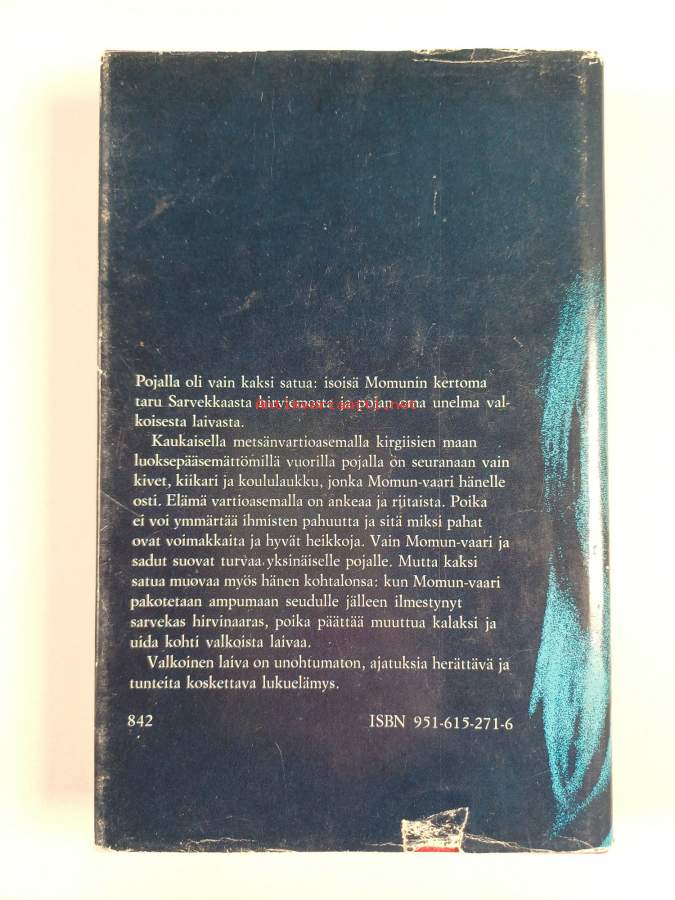 Pojalla oli vain kaksi satua: isoisä Momunin kertoma
taru Sarvekkaasta hirviemosta ja pojan oma unelma val-
koisesta laivasta.
Kaukaisella metsänvartioasemalla kirgiisien maan
luoksepääsemättömillä vuorilla pojalla on seuranaan vain
kivet, kiikari ja koululaukku, jonka Momun-vaari hänelle
osti. Elämä vartioasemalla on ankeaa ja riitaista. Poika
ei voi ymmärtää ihmisten pahuutta ja sitä miksi pahat
ovat voimakkaita ja hyvät heikkoja. Vain Momun-vaari ja
sadut suovat turvaa yksinäiselle pojalle. Mutta kaksi
satua muovaa myös hänen kohtalonsa: kun Momun-vaari
pakotetaan ampumaan seudulle jälleen ilmestynyt
sarvekas hirvinaaras, poika päättää muuttua kalaksi ja
uida kohti valkoista laivaa.
Valkoinen laiva on unohtumaton, ajatuksia herättävä ja
tunteita koskettava lukuelämys.
842 ISBN 951-615-271-6